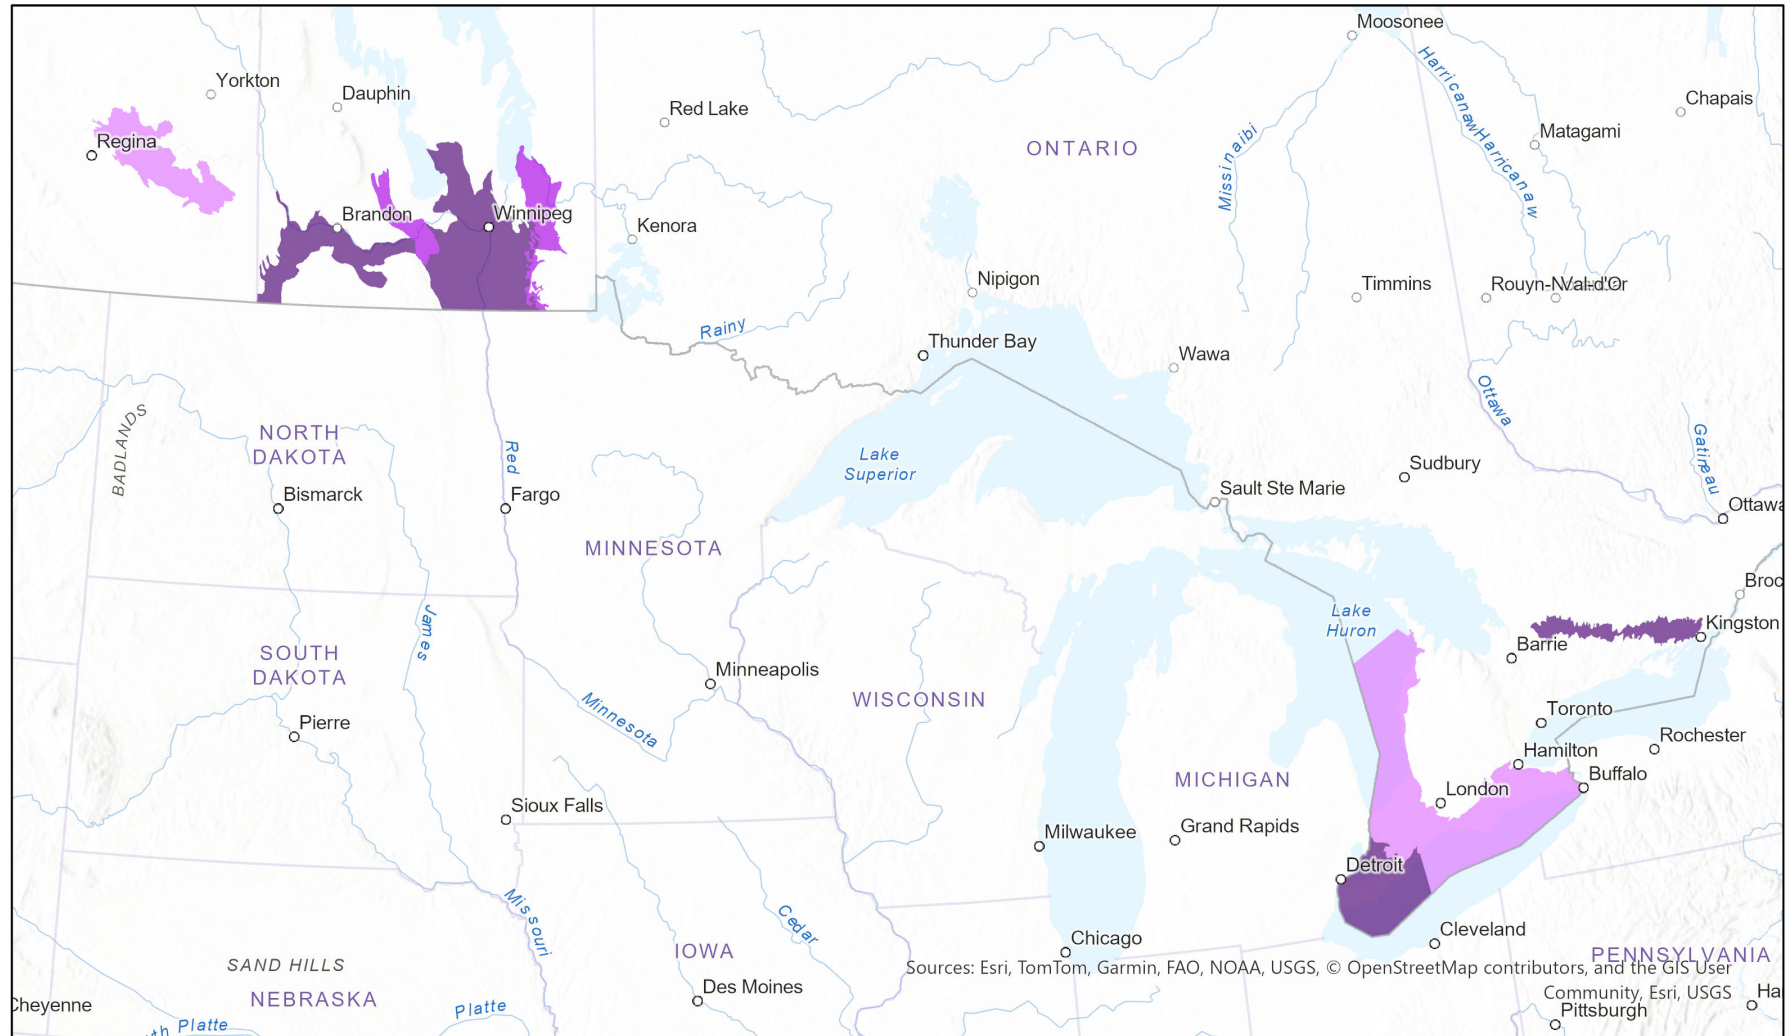 Moosonee
Yorkton
Dauphin
Red Lake
Chapais
Harricanaw
Harricanaw
Matagami
Regina
ONTARIO
Missinaibi
Brandon
Winnipeg
Kenora
Nipigon
Timmins
Rouyn-N
Val-d'Or
Rainy
Thunder Bay
Wawa
Ottawa
BADLANDS
NORTH
DAKOTA
Red
Lake
Superior
Sudbury
Gatineau
Bismarck
Fargo
Sault Ste Marie
Ottawa
MINNESOTA
Broc
James
Lake
Huron
Kingston
Barrie
SOUTH
DAKOTA
Minneapolis
WISCONSIN
Minnesota
Toronto
Pierre
Rochester
Hamilton
MICHIGAN
Buffalo
London
Sioux Falls
Milwaukee
Grand Rapids
Detroit
Missouri
Cedar
Chicago
Cleveland
IOWA
PENNSYLVANIA
SAND HILLS
Sources: Esri, TomTom, Garmin, FAO, NOAA, USGS, © OpenStreetMap contributors, and the GIS User
Community, Esri, USGS
NEBRASKA
Des Moines
Cheyenne
Ha
Platte
Pittsburgh
th Platte